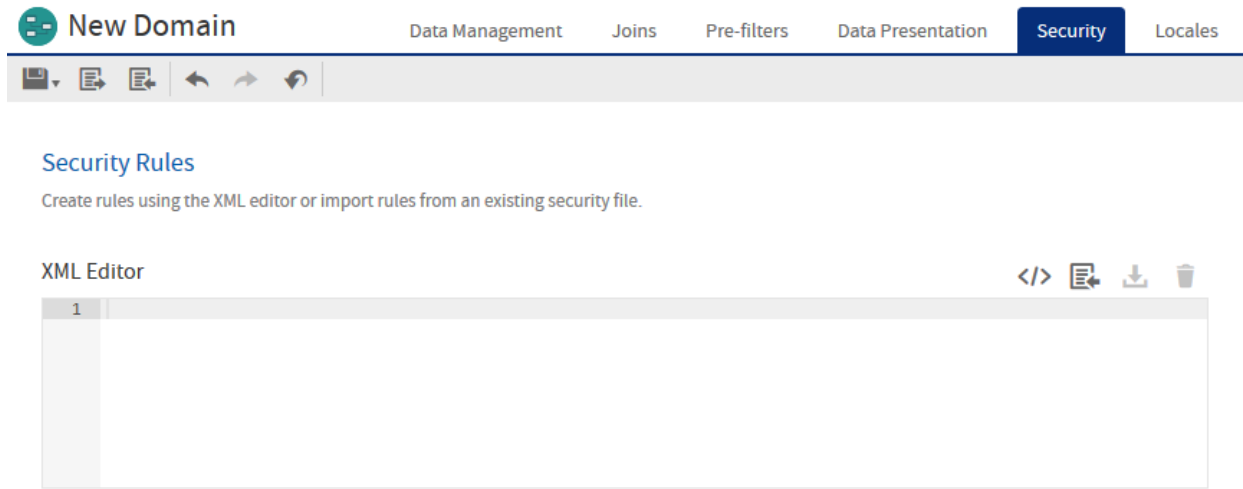 New Domain
Data Management Joins Pre-filters Data Presentation Security Locales
Security Rules
Create rules using the XML editor or import rules from an existing security file.
XML Editor
</>
1